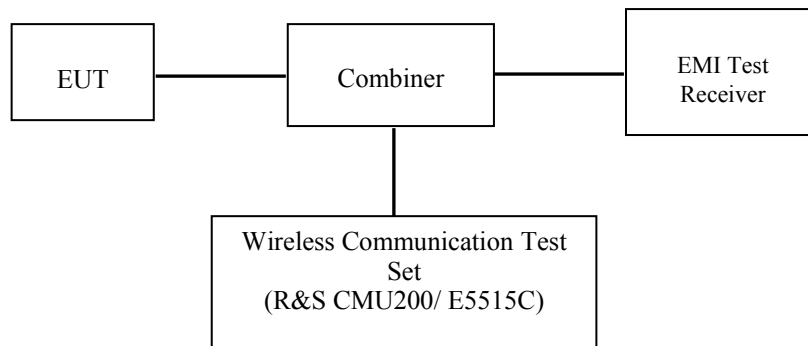 EUT
Combiner
EMI Test
Receiver
Wireless Communication Test
Set
(R&S CMU200/ E5515C)